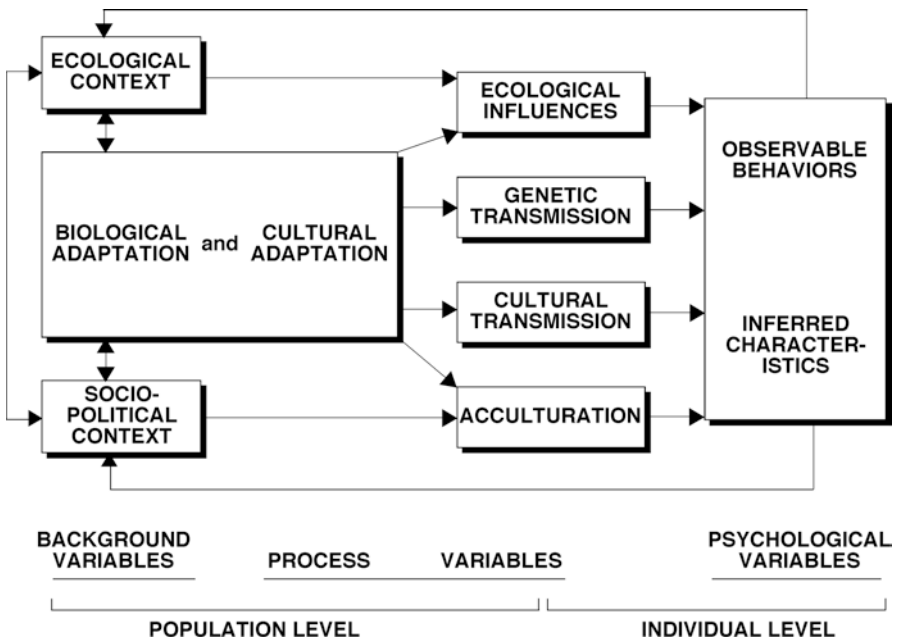 ECOLOGICAL
CONTEXT
ECOLOGICAL
INFLUENCES
OBSERVABLE
BEHAVIORS
GENETIC
TRANSMISSION
BIOLOGICAL
ADAPTATION
and
CULTURAL
ADAPTATION
CULTURAL
TRANSMISSION
INFERRED
CHARACTER-
ISTICS
SOCIO-
POLITICAL
CONTEXT
ACCULTURATION
BACKGROUND
VARIABLES
PROCESS VARIABLES
PSYCHOLOGICAL
VARIABLES
POPULATION LEVEL
INDIVIDUAL LEVEL